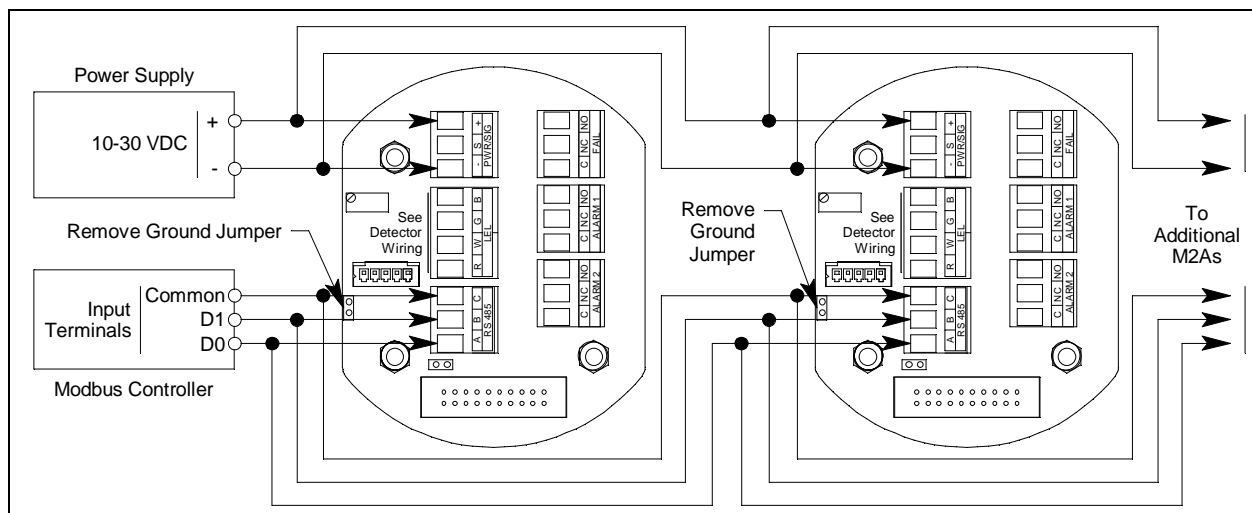 Power Supply
+
10-30 VDC
-
Remove Ground Jumper
Common
Input
Terminals
D1
D0
Modbus Controller
- S +
PWR/SIG
C NC NO
FAIL
See
Detector
Wiring
R W G B
LEL
C NC NO
ALARM 1
C NC NO
ALARM 2
A B C
RS 485
Remove
Ground
Jumper
- S +
PWR/SIG
C NC NO
FAIL
See
Detector
Wiring
R W G B
LEL
C NC NO
ALARM 1
C NC NO
ALARM 2
A B C
RS 485
To
Additional
M2As